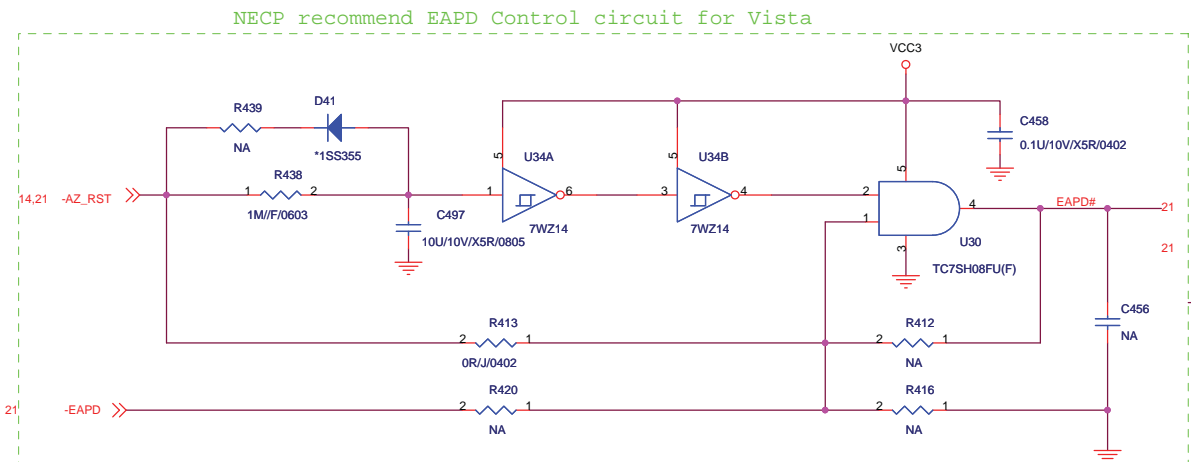 NECP recommend EAPD Control circuit for Vista
VCC3
R439
D41
NA
*1SS355
C458
0.1U/10V/X5R/0402
5
U34A
5
U34B
5
R438
14,21 -AZ_RST
1
2
1
6
3
4
2
1M//F/0603
7WZ14
7WZ14
C497
10U/10V/X5R/0805
1
4
EAPD#
21
U30
3
21
TC7SH08FU(F)
C456
NA
R413
R412
2
1
2
1
0R/J/0402
NA
R420
R416
21
-EAPD
2
1
2
1
NA
NA